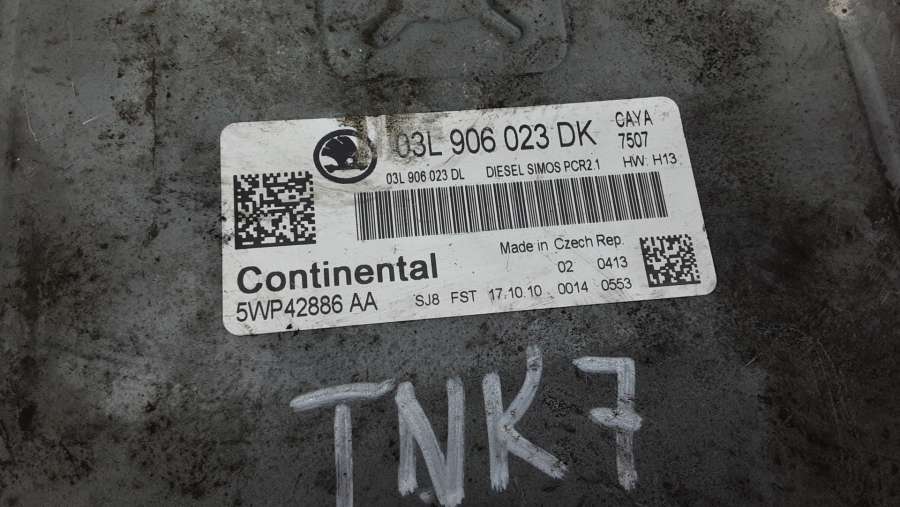 03L 906 023 DK CAYA
7507
03L 906 023 DL DIESEL SIMOS PCR2.1 HW: H13
Made in Czech Rep.
Continental 02 0413
5WP42886 AA SJ8 FST 17.10.10 0014 0553
TNK7